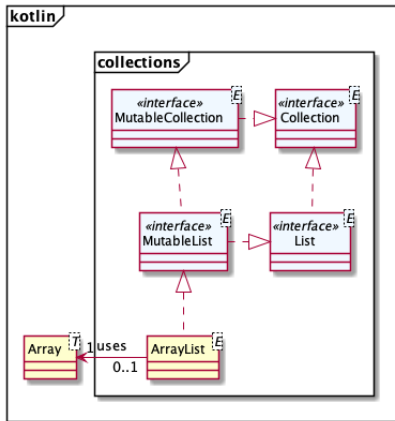 kotlin
collections
E
E
«interface»
MutableCollection
«interface»
Collection
E
E
«interface»
MutableList
«interface»
List
T
E
Array
1
uses
ArrayList
0..1